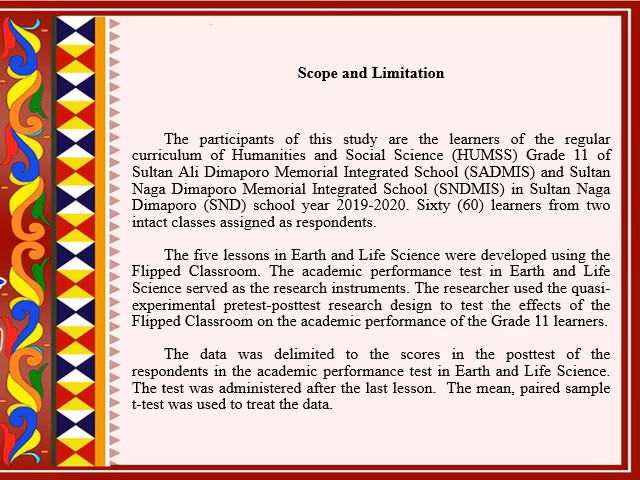 Scope and Limitation
The participants of this study are the learners of the regular
curriculum of Humanities and Social Science (HUMSS) Grade 11 of
Sultan Ali Dimaporo Memorial Integrated School (SADMIS) and Sultan
Naga Dimaporo Memorial Integrated School (SNDMIS) in Sultan Naga
Dimaporo (SND) school year 2019-2020. Sixty (60) learners from two
intact classes assigned as respondents.
The five lessons in Earth and Life Science were developed using the
Flipped Classroom. The academic performance test in Earth and Life
Science served as the research instruments. The researcher used the quasi-
experimental pretest-posttest research design to test the effects of the
Flipped Classroom on the academic performance of the Grade 11 learners.
The data was delimited to the scores in the posttest of the
respondents in the academic performance test in Earth and Life Science.
The test was administered after the last lesson. The mean, paired sample
t-test was used to treat the data.